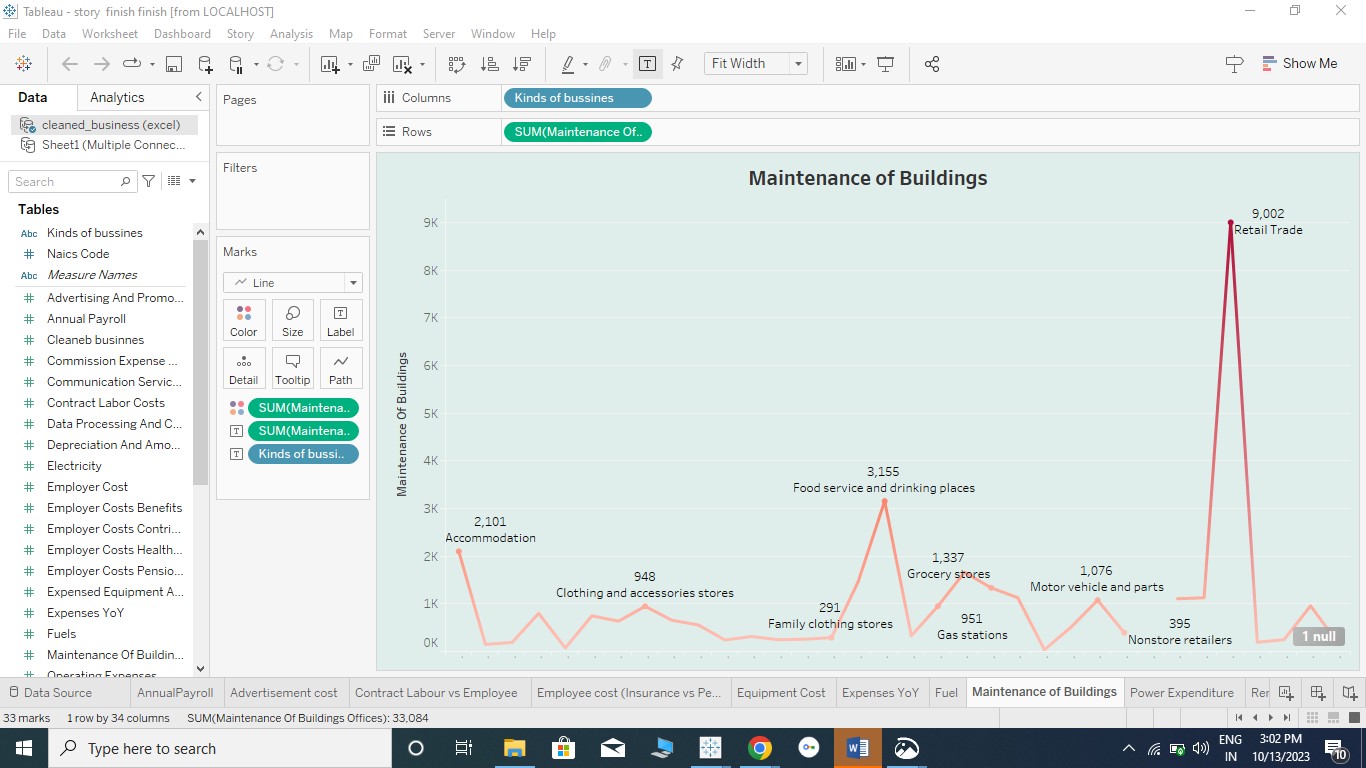 Tableau - story  finish finish [from LOCALHOST]
File Data Worksheet Dashboard Story Analysis Map Format Server Window Help
Fit Width
Show Me
Data Analytics
cleaned_business (excel)
Sheet1 (Multiple Connec...
Search
Tables
Abc Kinds of bussines
# Naics Code
Abc Measure Names
# Advertising And Promo...
# Annual Payroll
# Cleaneb businnes
# Commission Expense ...
# Communication Servic...
# Contract Labor Costs
# Data Processing And C...
# Depreciation And Amo...
# Electricity
# Employer Cost
# Employer Costs Benefits
# Employer Costs Contri...
# Employer Costs Health...
# Employer Costs Pensio...
# Expensed Equipment A...
# Expenses YoY
# Fuels
# Maintenance Of Buildin...
# Operating Expenses
Pages
Filters
Marks
Line
Color Size Label
Detail Tooltip Path
SUM(Maintena..
SUM(Maintena..
Kinds of bussi..
Columns Kinds of bussines
Rows SUM(Maintenance Of..
Maintenance of Buildings
Maintenance Of Buildings
9K
8K
7K
6K
5K
4K
3K
2K
1K
0K
2,101
Accommodation
948
Clothing and accessories stores
291
Family clothing stores
3,155
Food service and drinking places
1,337
Grocery stores
951
Gas stations
1,076
Motor vehicle and parts
395
Nonstore retailers
9,002
Retail Trade
1 null
Data Source AnnualPayroll Advertisement cost Contract Labour vs Employee Employee cost (Insurance vs Pe... Equipment Cost Expenses YoY Fuel Maintenance of Buildings Power Expenditure Rer
33 marks 1 row by 34 columns SUM(Maintenance Of Buildings Offices): 33,084
Type here to search
ENG
IN
3:02 PM
10/13/2023
10